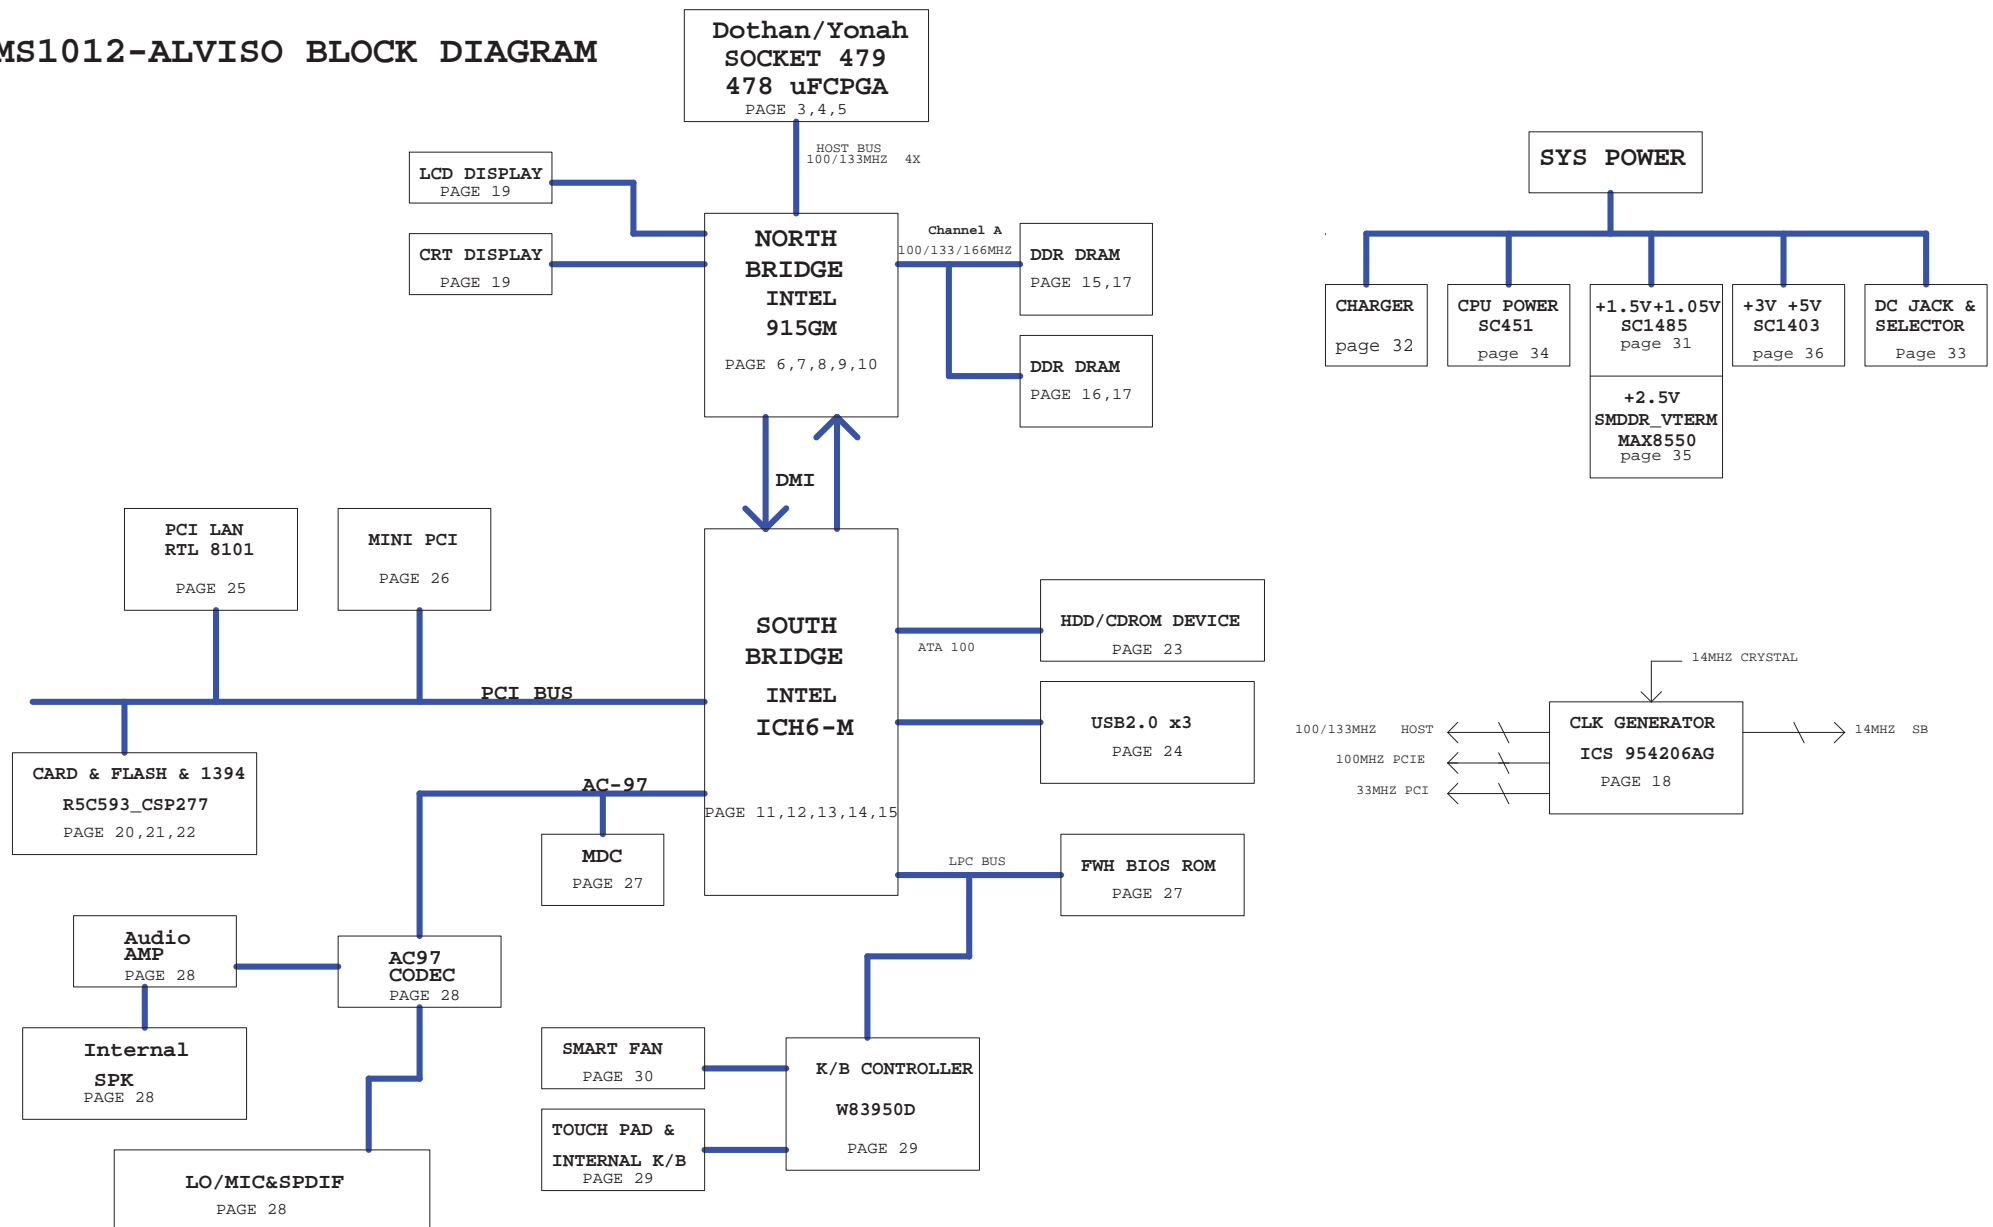 MS1012-ALVISO BLOCK DIAGRAM
Dothan/Yonah
SOCKET 479
478 uFCPGA
PAGE 3,4,5
HOST BUS
100/133MHZ 4X
LCD DISPLAY
PAGE 19
CRT DISPLAY
PAGE 19
NORTH
BRIDGE
INTEL
915GM
PAGE 6,7,8,9,10
Channel A
100/133/166MHZ
DDR DRAM
PAGE 15,17
DDR DRAM
PAGE 16,17
SYS POWER
CHARGER
page 32
CPU POWER
SC451
page 34
+1.5V+1.05V
SC1485
page 31
+2.5V
SMDDR_VTERM
MAX8550
page 35
+3V +5V
SC1403
page 36
DC JACK &
SELECTOR
Page 33
DMI
PCI LAN
RTL 8101
PAGE 25
MINI PCI
PAGE 26
PCI BUS
CARD & FLASH & 1394
R5C593_CSP277
PAGE 20,21,22
SOUTH
BRIDGE
INTEL
ICH6-M
PAGE 11,12,13,14,15
ATA 100
HDD/CDROM DEVICE
PAGE 23
USB2.0 x3
PAGE 24
14MHZ CRYSTAL
CLK GENERATOR
ICS 954206AG
PAGE 18
100/133MHZ HOST
100MHZ PCIE
33MHZ PCI
14MHZ SB
AC-97
MDC
PAGE 27
LPC BUS
FWH BIOS ROM
PAGE 27
Audio
AMP
PAGE 28
AC97
CODEC
PAGE 28
Internal
SPK
PAGE 28
LO/MIC&SPDIF
PAGE 28
SMART FAN
PAGE 30
TOUCH PAD &
INTERNAL K/B
PAGE 29
K/B CONTROLLER
W83950D
PAGE 29